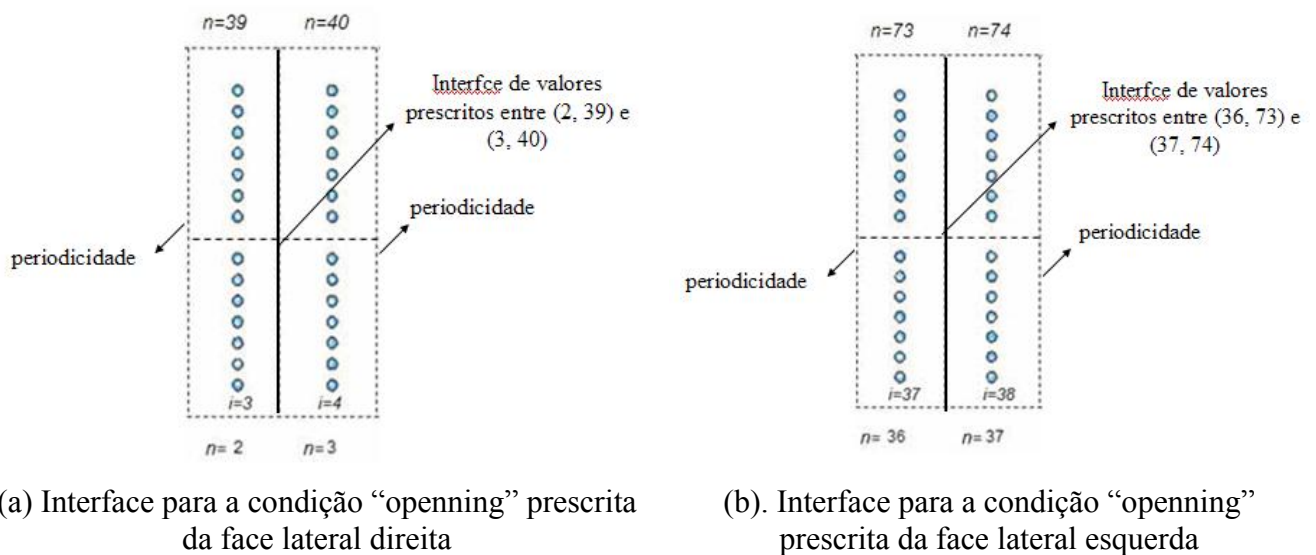 n=39 n=40
Interfce de valores
prescritos entre (2, 39) e
(3, 40)
periodicidade
periodicidade
i=3 i=4
n= 2 n= 3
n=73 n=74
Interfce de valores
prescritos entre (36, 73) e
(37, 74)
periodicidade
periodicidade
i=37 i=38
n= 36 n= 37
(a) Interface para a condição “openning” prescrita
da face lateral direita
(b). Interface para a condição “openning”
prescrita da face lateral esquerda